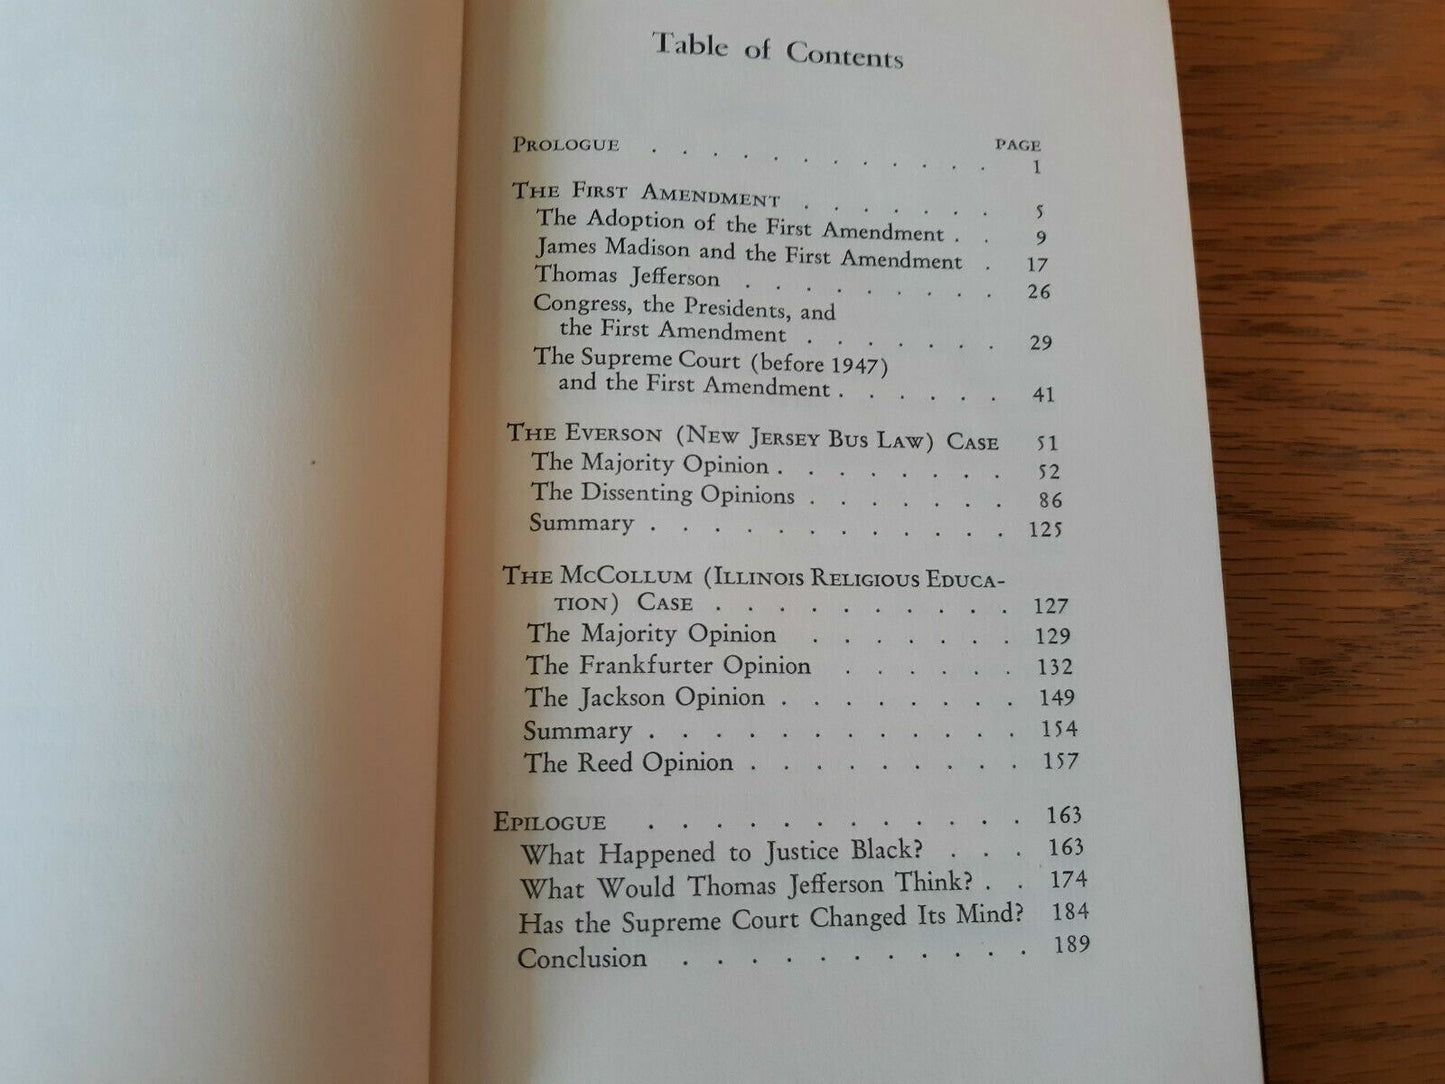 Table of Contents
PAGE
PROLOGUE . . . . . . . . . . . . 1
THE FIRST AMENDMENT . . . . . . . 5
The Adoption of the First Amendment . . 9
James Madison and the First Amendment . 17
Thomas Jefferson . . . . . . . . . 26
Congress, the Presidents, and
the First Amendment . . . . . . . 29
The Supreme Court (before 1947)
and the First Amendment . . . . . . 41
THE EVERSON (NEW JERSEY BUS LAW) CASE 51
The Majority Opinion . . . . . . . . 52
The Dissenting Opinions . . . . . . . 86
Summary . . . . . . . . . . . . 125
THE MCCOLLUM (ILLINOIS RELIGIOUS EDUCA-
TION) CASE . . . . . . . . . . 127
The Majority Opinion . . . . . . . 129
The Frankfurter Opinion . . . . . . 132
The Jackson Opinion . . . . . . . . 149
Summary . . . . . . . . . . . . 154
The Reed Opinion . . . . . . . . . 157
EPILOGUE . . . . . . . . . . . . 163
What Happened to Justice Black? . . . 163
What Would Thomas Jefferson Think? . . 174
Has the Supreme Court Changed Its Mind? 184
Conclusion . . . . . . . . . . . 189